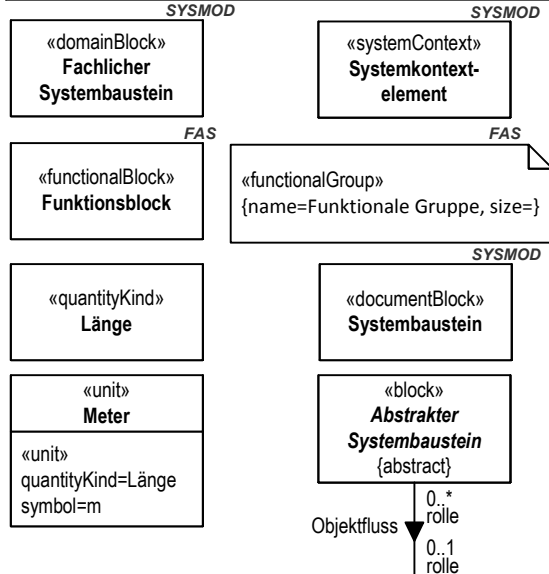 SYSMOD
«domainBlock»
Fachlicher
Systembaustein
SYSMOD
«systemContext»
Systemkontext-
element
FAS
«functionalBlock»
Funktionsblock
FAS
«functionalGroup»
{name=Funktionale Gruppe, size=}
«quantityKind»
Länge
SYSMOD
«documentBlock»
Systembaustein
«unit»
Meter
«unit»
quantityKind=Länge
symbol=m
«block»
Abstrakter
Systembaustein
{abstract}
0..*
rolle
Objektfluss
0..1
rolle